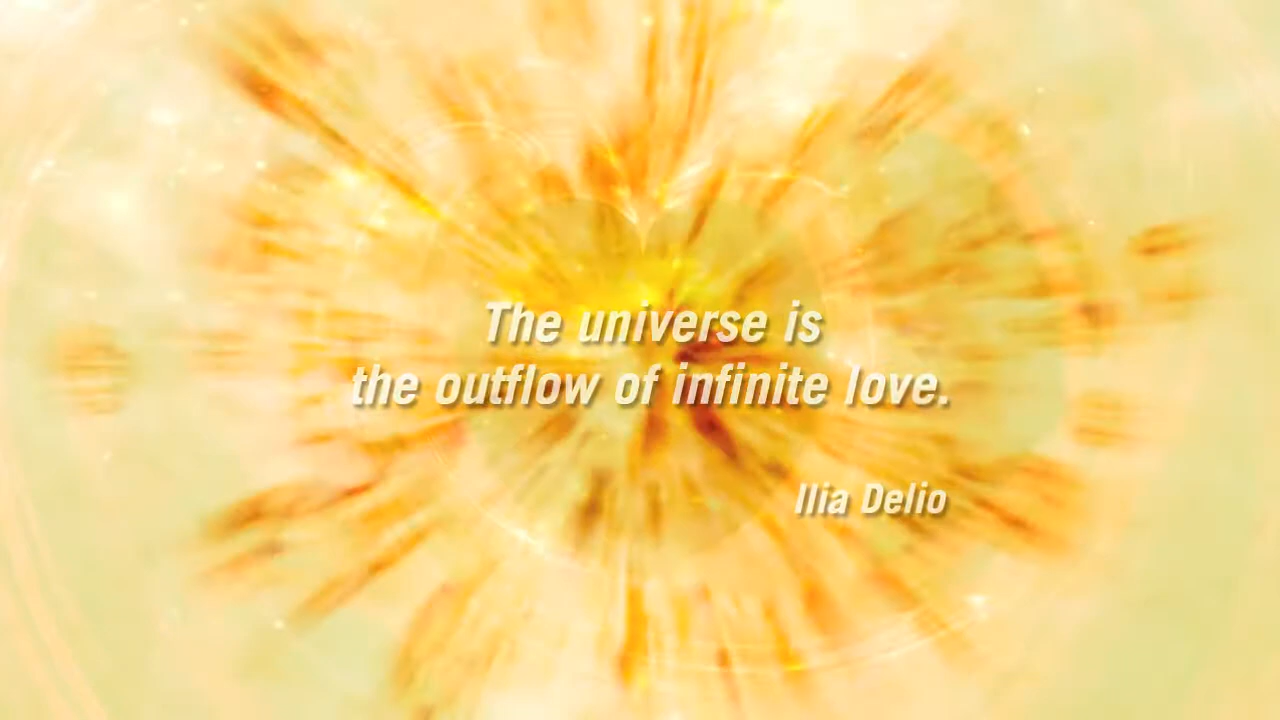 The universe is
the outflow of infinite love.
Ilia Delio